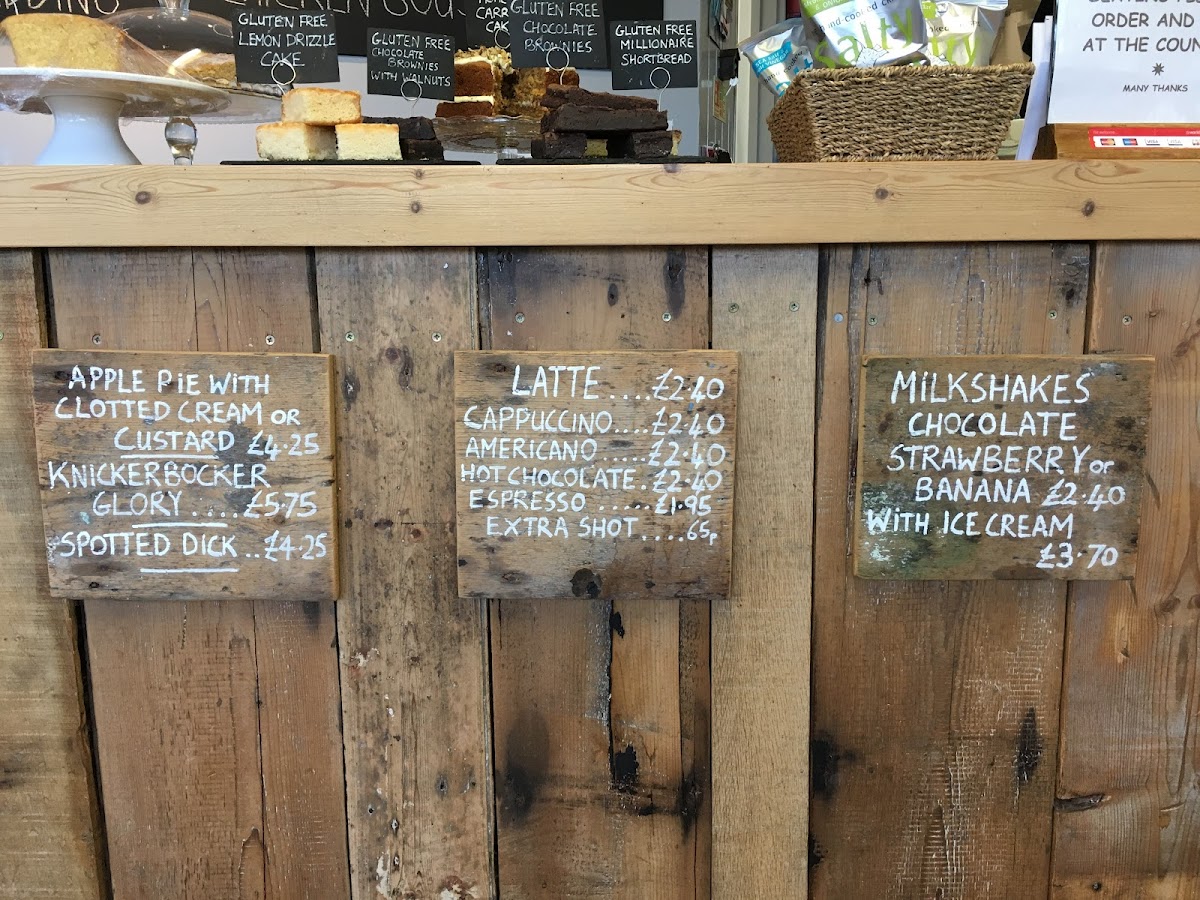 GLUTEN FREE
LEMON DRIZZLE
CAKE
GLUTEN FREE
CHOCOLATE
BROWNIES
WITH WALNUTS
CARR
CAKE
GLUTEN FREE
CHOCOLATE
BROWNIES
GLUTEN FREE
MILLIONAIRE
SHORTBREAD
salty
ORDER AND
AT THE COUN
MANY THANKS
APPLE PiE WiTH
CLOTTED CREAM OR
CUSTARD £4.25
KNICKERBOCKER
GLORY .... £5.75
SPOTTED DICK .. £4.25
LATTE .... £2.40
CAPPUCCINO.... £2.40
AMERICANO ..... £2.40
HOT CHOCOLATE . £2.40
ESPRESSO ..... £1.95
EXTRA SHOT .... 65p
MiLKSHAKES
CHOCOLATE
STRAWBERRY or
BANANA £2.40
WITH ICE CREAM
£3.70